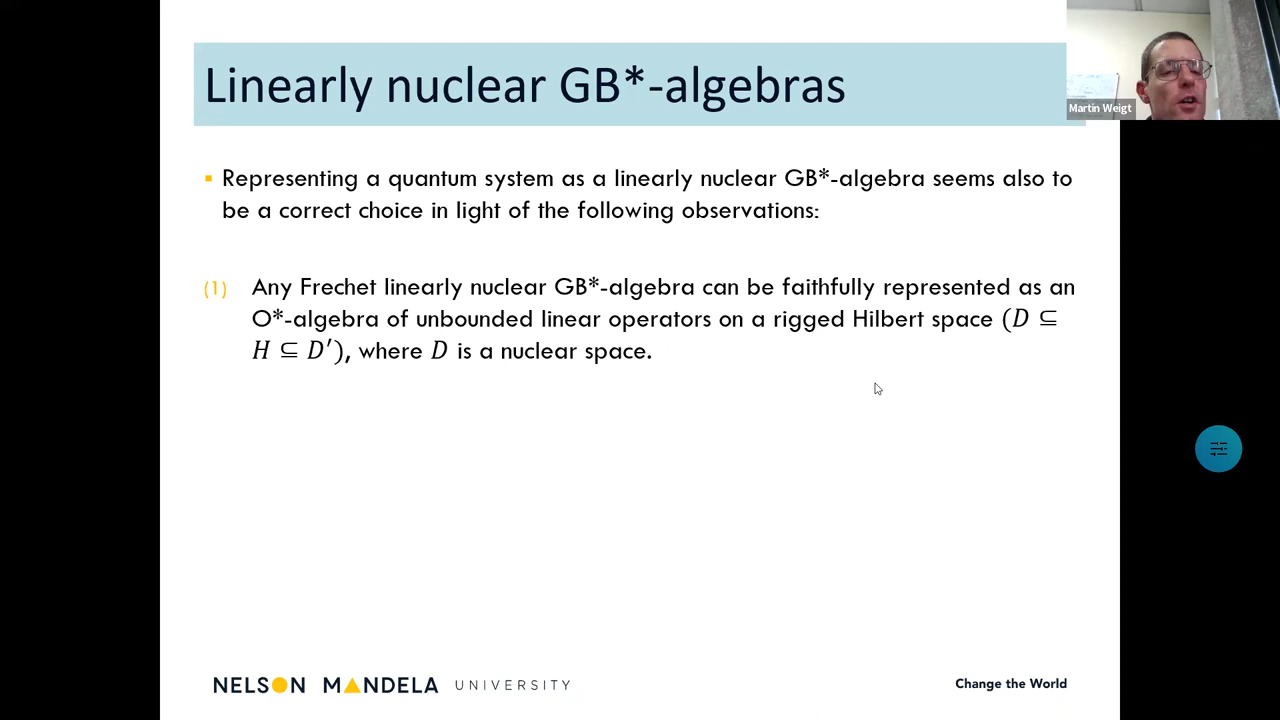 Linearly nuclear GB*-algebras
Martin Weigt
▪ Representing a quantum system as a linearly nuclear GB*-algebra seems also to
be a correct choice in light of the following observations:
(1) Any Frechet linearly nuclear GB*-algebra can be faithfully represented as an
O*-algebra of unbounded linear operators on a rigged Hilbert space (D ⊆
H ⊆ D′), where D is a nuclear space.
NELSON MANDELA UNIVERSITY
Change the World